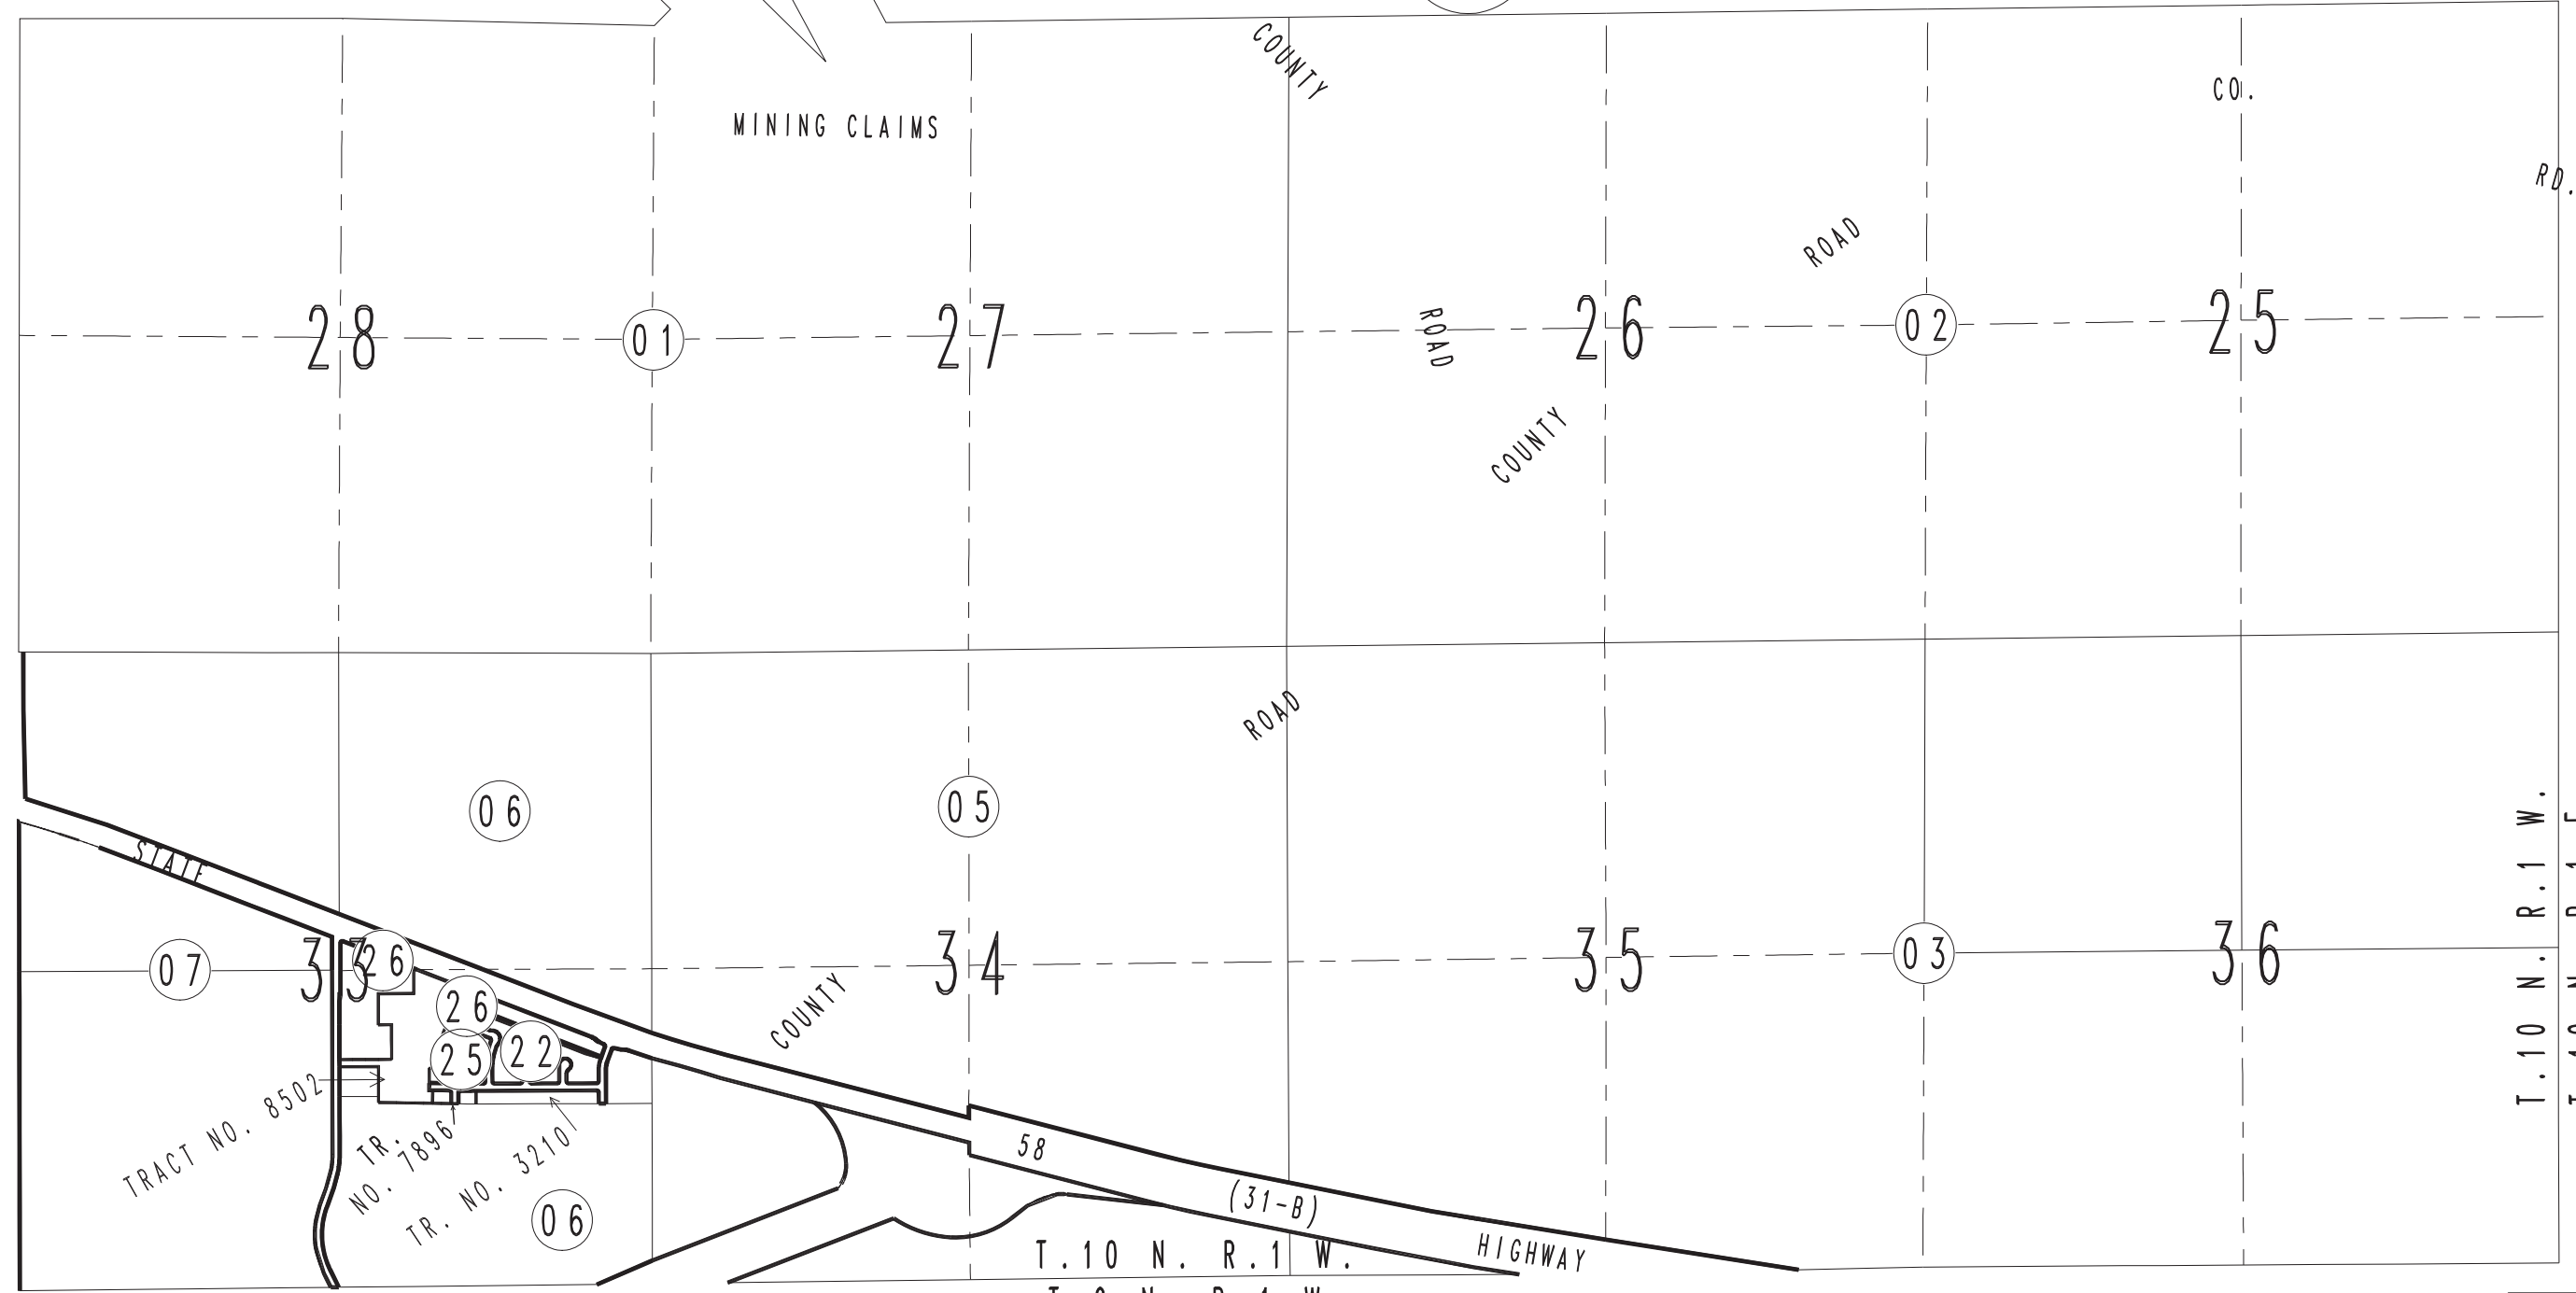 COUNTY
CO.
MINING CLAIMS
RD.
ROAD
28
01
27
ROAD
26
02
25
COUNTY
ROAD
06
05
STATE
07
33
26
34
35
03
36
26
25
22
COUNTY
TRACT NO. 8502
TR. NO. 7896
TR. NO. 3210
58
06
(31-B)
HIGHWAY
T.10 N. R.1 W.
T.10 N. R.1 W.